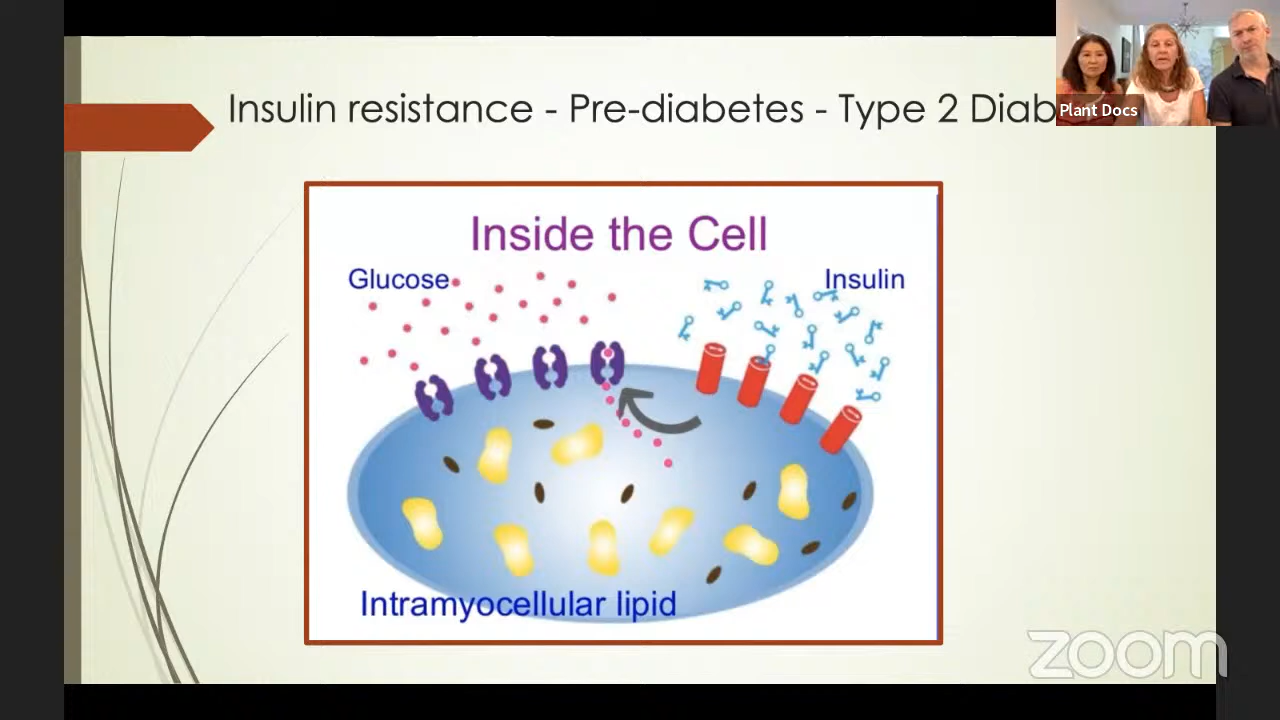 Insulin resistance - Pre-diabetes - Type 2 Diab
Plant Docs
Inside the Cell
Glucose
Insulin
Intramyocellular lipid
zoom